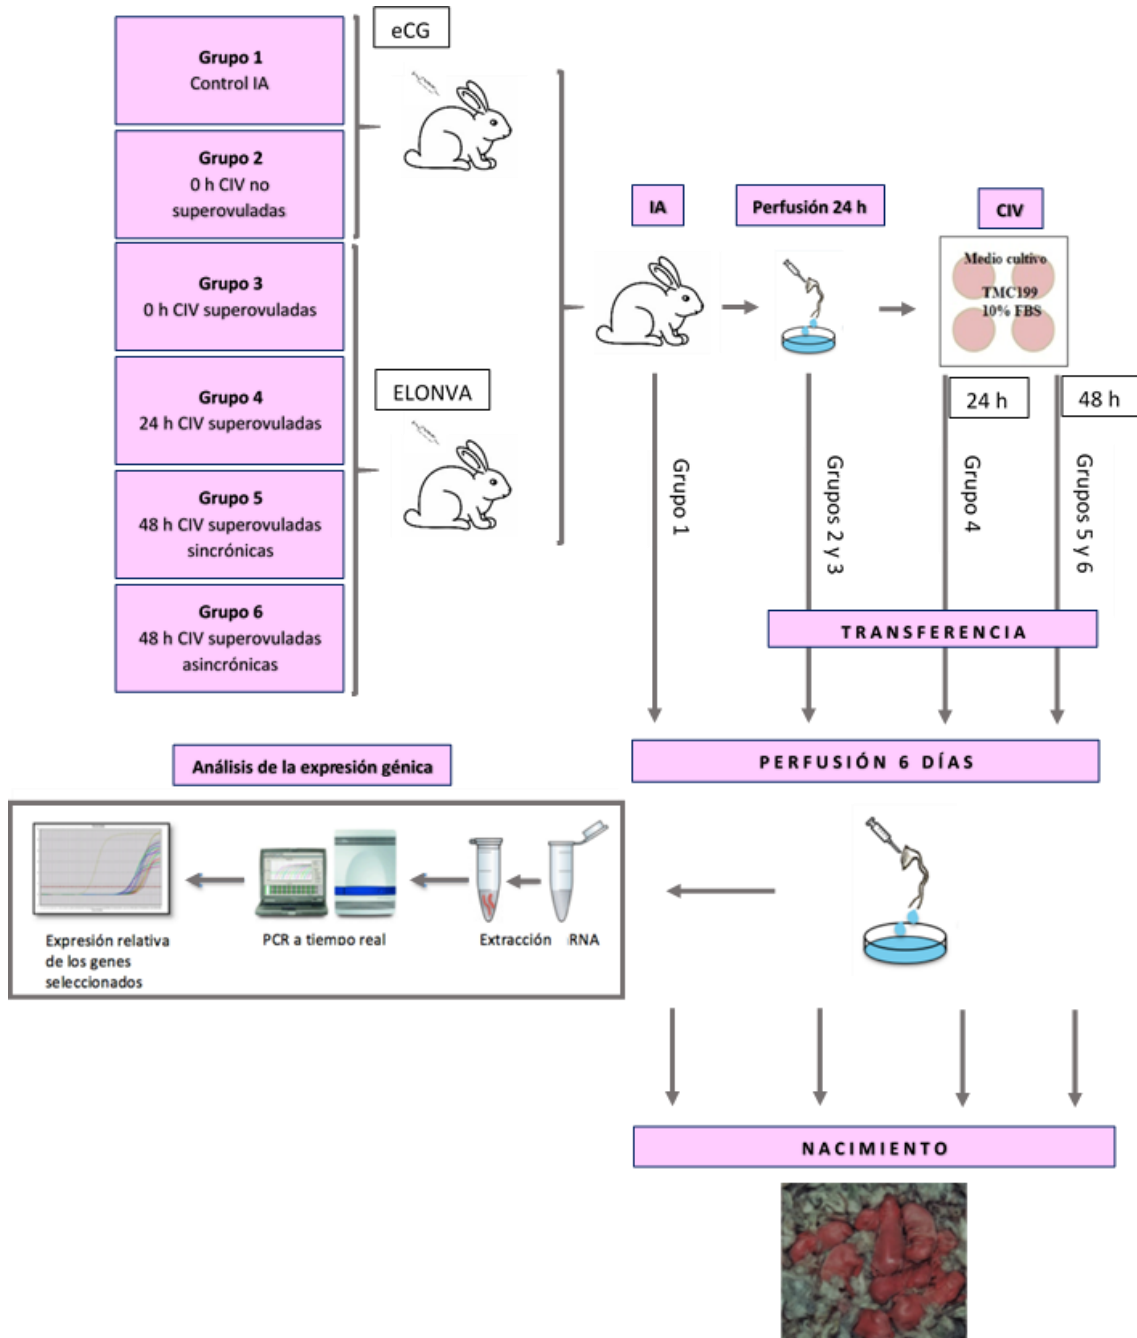 eCG
Grupo 1
Control IA
Grupo 2
0 h CIV no
superovuladas
Grupo 3
0 h CIV superovuladas
Grupo 4
24 h CIV superovuladas
Grupo 5
48 h CIV superovuladas
sincrónicas
Grupo 6
48 h CIV superovuladas
asincrónicas
ELONVA
IA
Perfusión 24 h
CIV
Medio cultivo
TMC199
10% FBS
24 h
48 h
Grupo 1
Grupos 2 y 3
Grupo 4
Grupos 5 y 6
TRANSFERENCIA
PERFUSIÓN 6 DÍAS
Análisis de la expresión génica
Expresión relativa
de los genes
seleccionados
PCR a tiempo real
Extracción RNA
NACIMIENTO